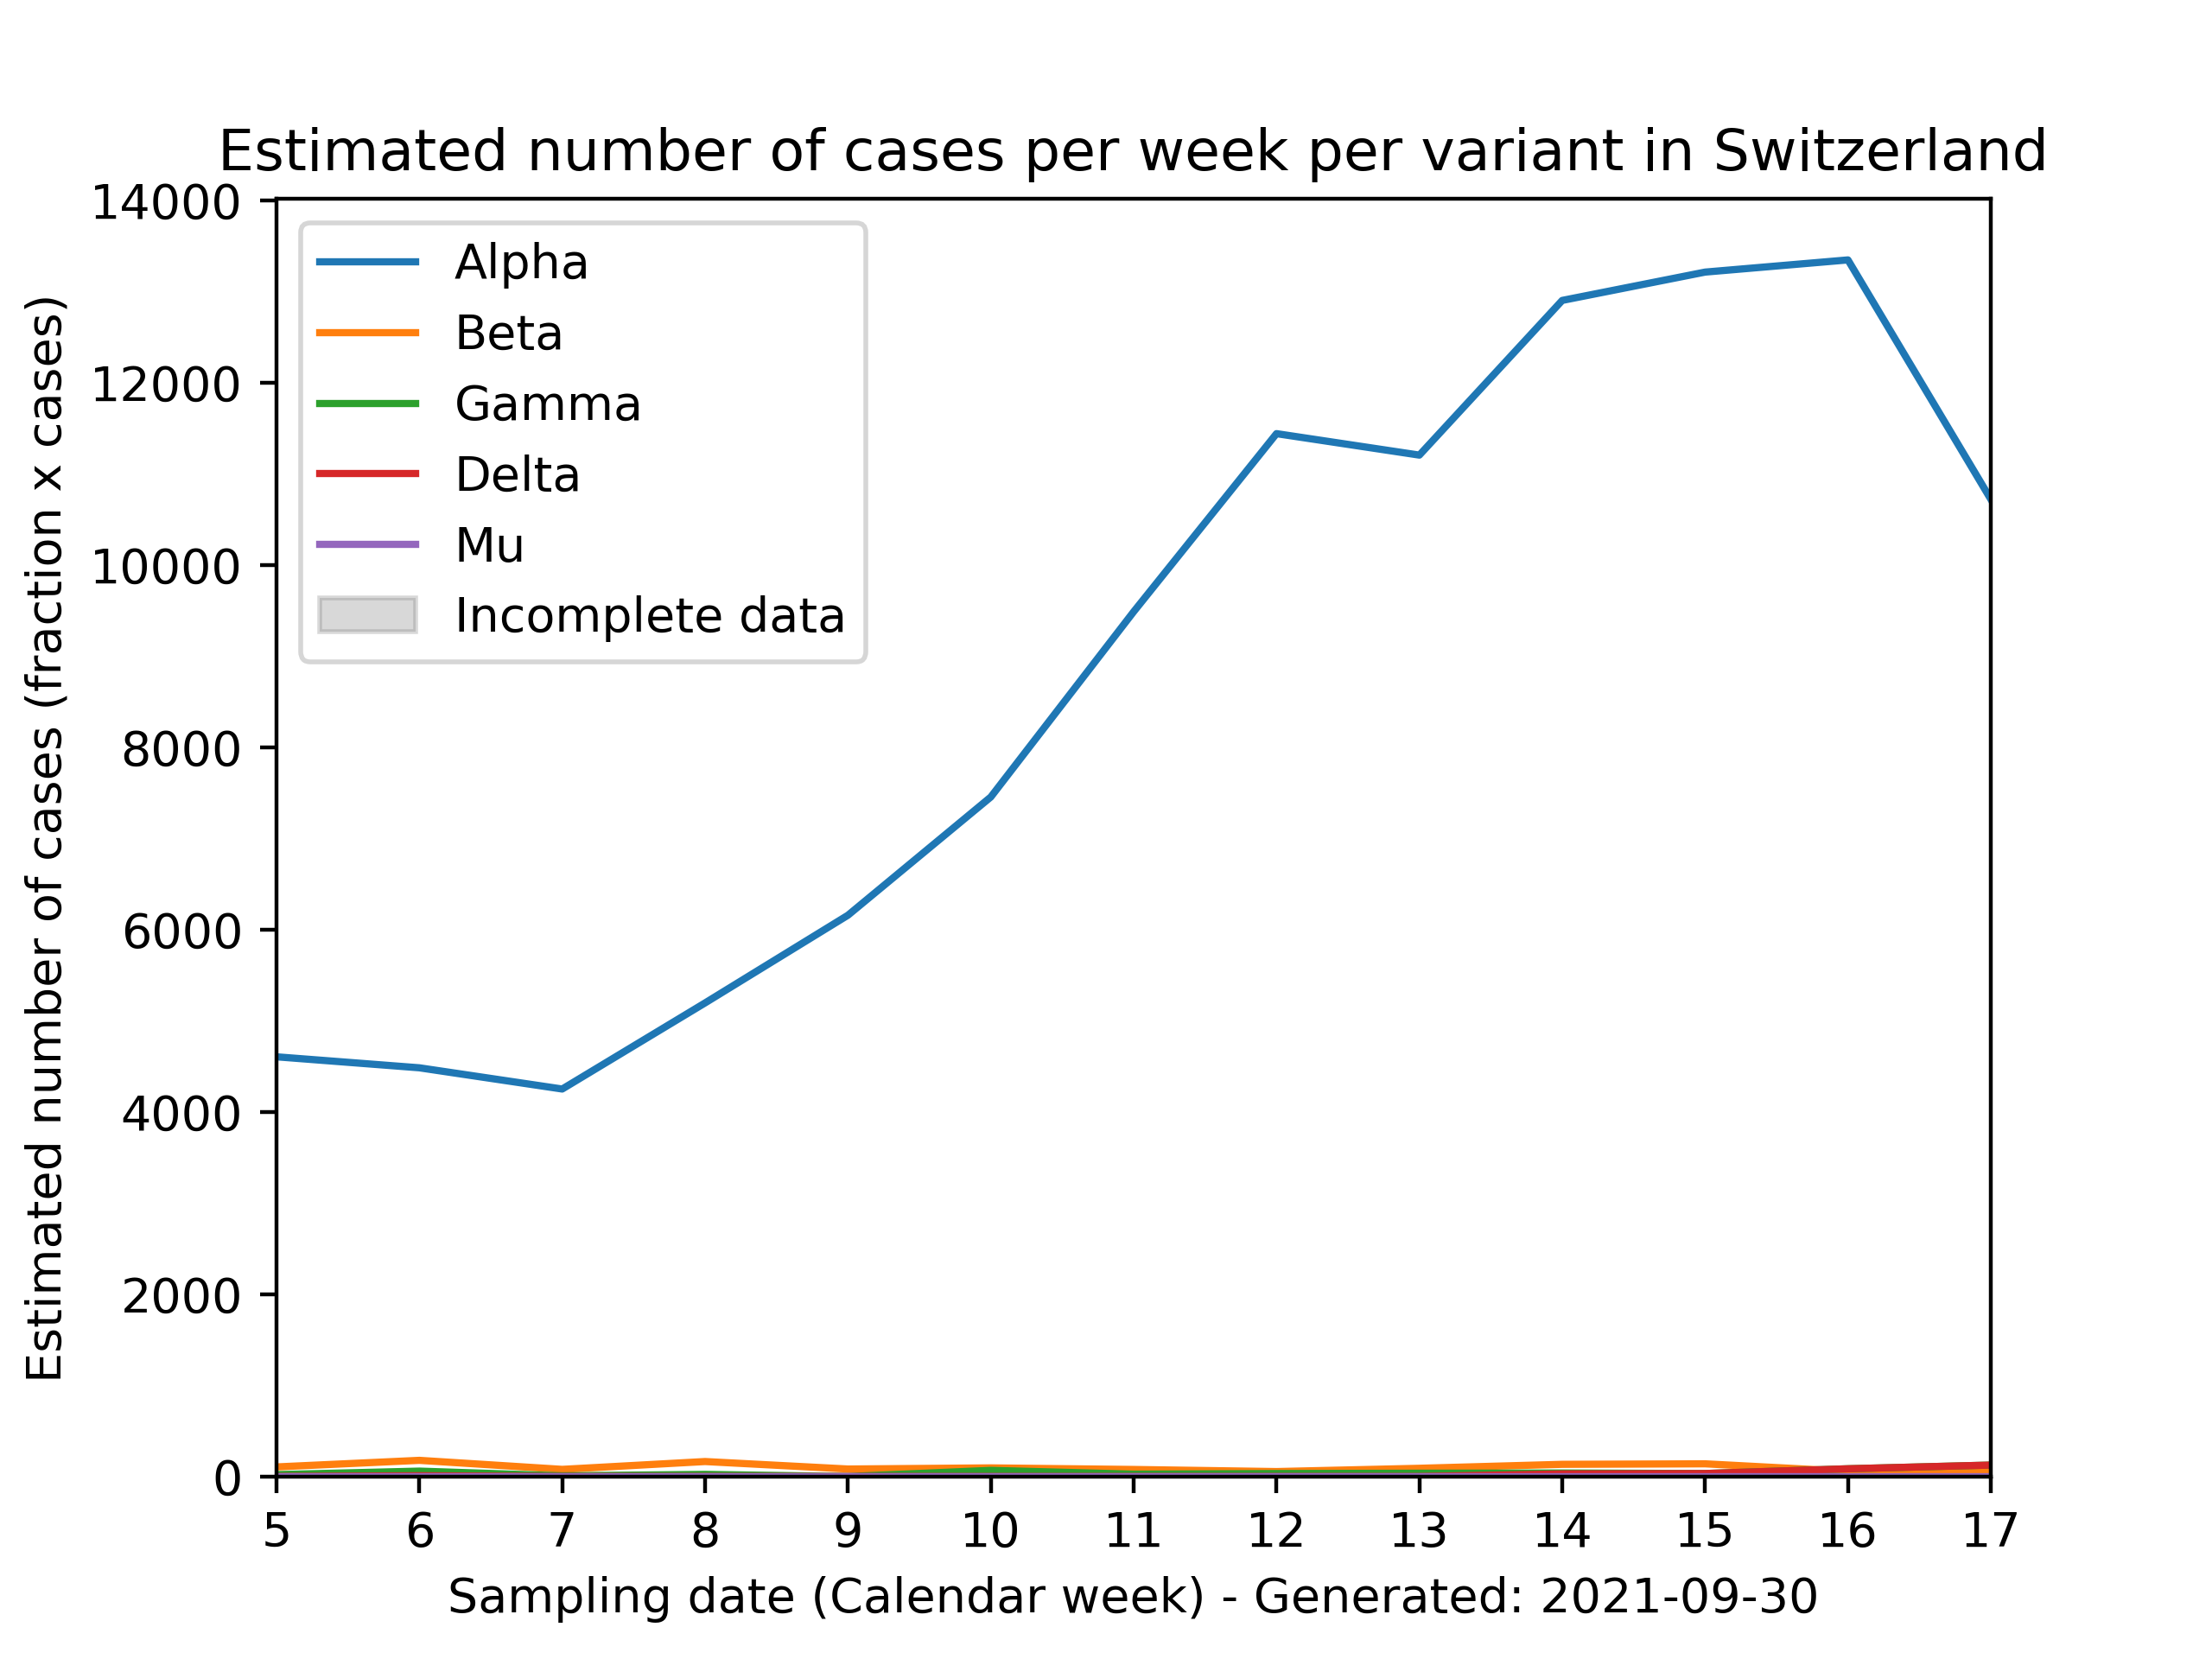 Estimated number of cases per week per variant in Switzerland
Estimated number of cases (fraction x cases)
14000
12000
10000
8000
6000
4000
2000
0
Alpha
Beta
Gamma
Delta
Mu
Incomplete data
5 6 7 8 9 10 11 12 13 14 15 16 17
Sampling date (Calendar week) - Generated: 2021-09-30